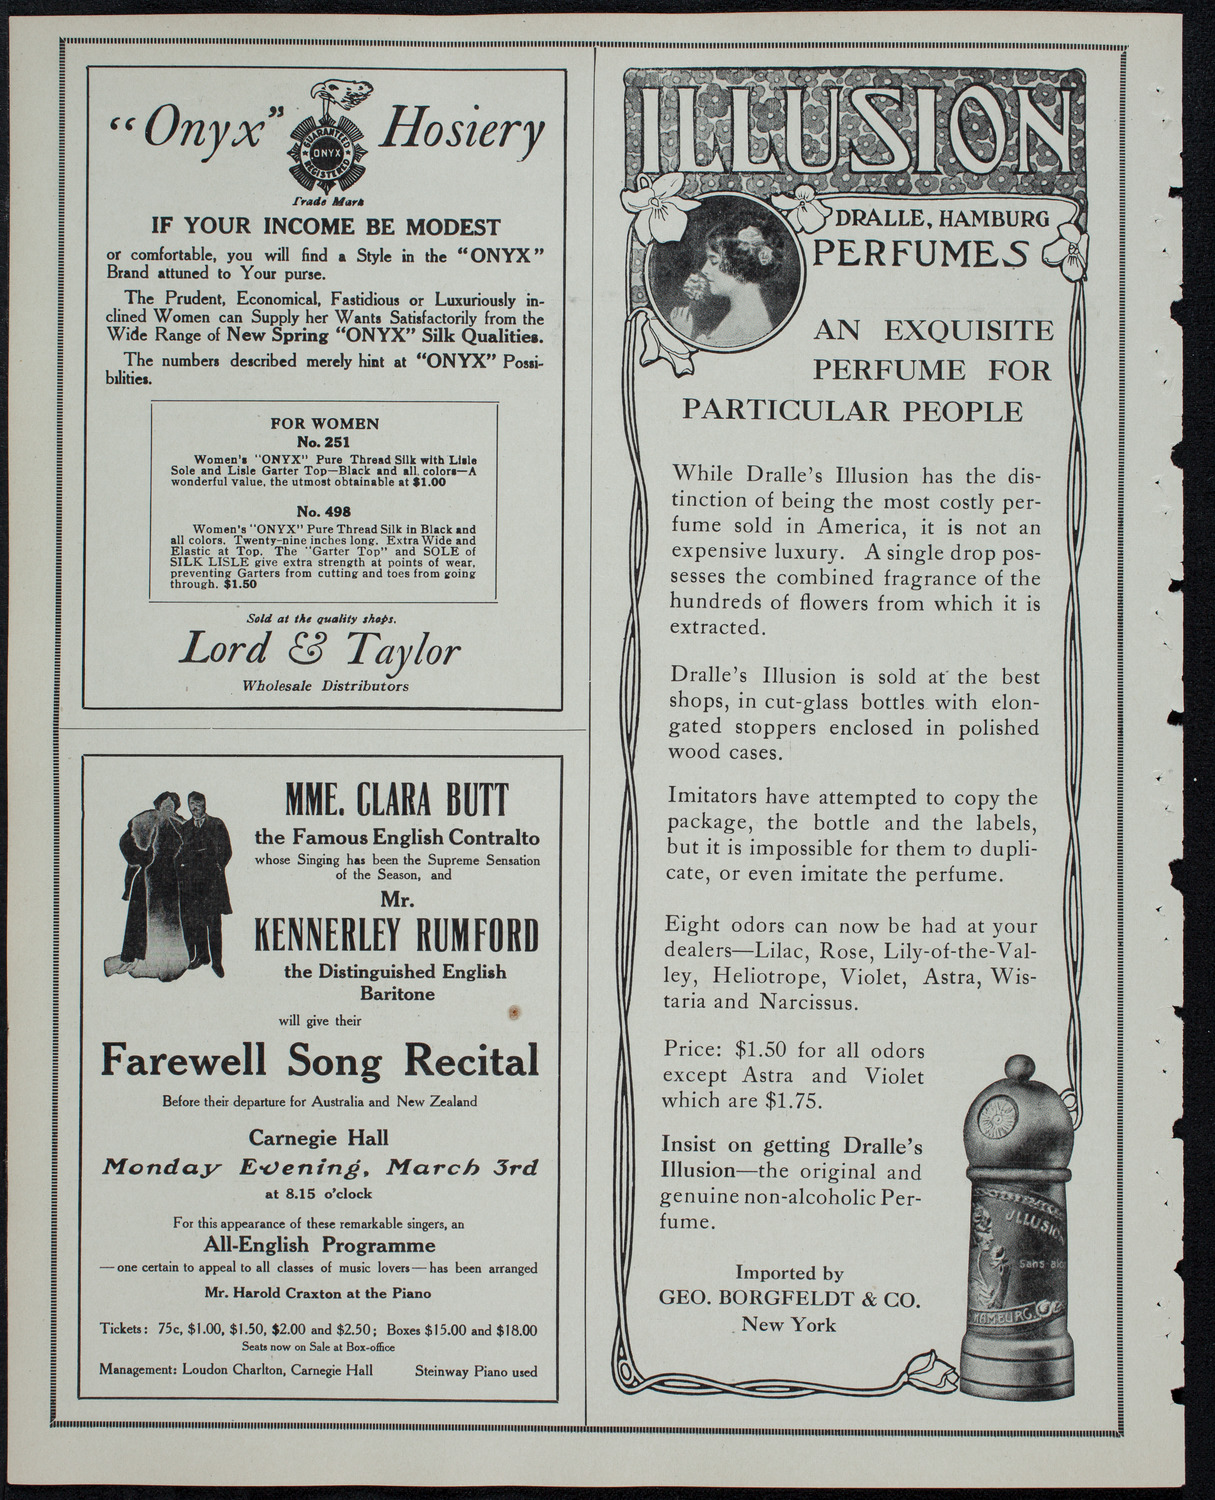 "Onyx" Hosiery
GUARANTEED
ONYX
REGISTERED
Trade Mark
IF YOUR INCOME BE MODEST
or comfortable, you will find a Style in the "ONYX"
Brand attuned to Your purse.
The Prudent, Economical, Fastidious or Luxuriously in-
clined Women can Supply her Wants Satisfactorily from the
Wide Range of New Spring "ONYX" Silk Qualities.
The numbers described merely hint at "ONYX" Possi-
bilities.
FOR WOMEN
No. 251
Women's "ONYX" Pure Thread Silk with Lisle
Sole and Lisle Garter Top—Black and all colors—A
wonderful value, the utmost obtainable at $1.00
No. 498
Women's "ONYX" Pure Thread Silk in Black and
all colors. Twenty-nine inches long. Extra Wide and
Elastic at Top. The "Garter Top" and SOLE of
SILK LISLE give extra strength at points of wear,
preventing Garters from cutting and toes from going
through. $1.50
Sold at the quality shops.
Lord & Taylor
Wholesale Distributors
MME. CLARA BUTT
the Famous English Contralto
whose Singing has been the Supreme Sensation
of the Season, and
Mr.
KENNERLEY RUMFORD
the Distinguished English
Baritone
will give their
Farewell Song Recital
Before their departure for Australia and New Zealand
Carnegie Hall
Monday Evening, March 3rd
at 8.15 o'clock
For this appearance of these remarkable singers, an
All-English Programme
—one certain to appeal to all classes of music lovers—has been arranged
Mr. Harold Craxton at the Piano
Tickets: 75c, $1.00, $1.50, $2.00 and $2.50; Boxes $15.00 and $18.00
Seats now on Sale at Box-office
Management: Loudon Charlton, Carnegie Hall Steinway Piano used
ILLUSION
DRALLE, HAMBURG
PERFUMES
AN EXQUISITE
PERFUME FOR
PARTICULAR PEOPLE
While Dralle's Illusion has the dis-
tinction of being the most costly per-
fume sold in America, it is not an
expensive luxury. A single drop pos-
sesses the combined fragrance of the
hundreds of flowers from which it is
extracted.
Dralle's Illusion is sold at the best
shops, in cut-glass bottles with elon-
gated stoppers enclosed in polished
wood cases.
Imitators have attempted to copy the
package, the bottle and the labels,
but it is impossible for them to dupli-
cate, or even imitate the perfume.
Eight odors can now be had at your
dealers—Lilac, Rose, Lily-of-the-Val-
ley, Heliotrope, Violet, Astra, Wis-
taria and Narcissus.
Price: $1.50 for all odors
except Astra and Violet
which are $1.75.
Insist on getting Dralle's
Illusion—the original and
genuine non-alcoholic Per-
fume.
Imported by
GEO. BORGFELDT & CO.
New York
ILLUSION
Sans
HAMBURG.